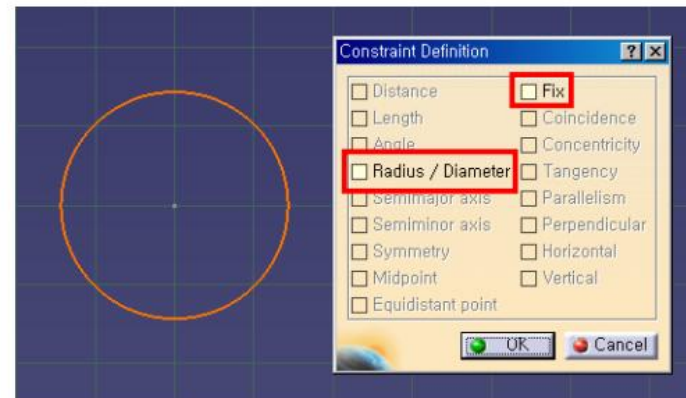 Constraint Definition
Distance
Fix
Length
Coincidence
Angle
Concentricity
Radius / Diameter
Tangency
Semimajor axis
Parallelism
Semiminor axis
Perpendicular
Symmetry
Horizontal
Midpoint
Vertical
Equidistant point
OK
Cancel